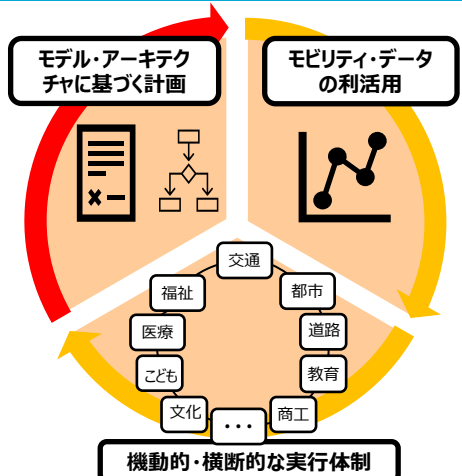 モデル・アーキテク
チャに基づく計画
モビリティ・データ
の利活用
交通
福祉
都市
医療
道路
こども
教育
文化
商工
・・・
機動的・横断的な実行体制